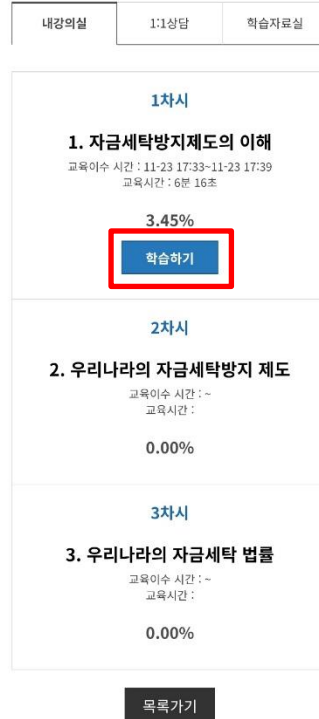 내강의실 1:1상담 학습자료실
1차시
1. 자금세탁방지제도의 이해
교육이수 시간 : 11-23 17:33~11-23 17:39
교육시간 : 6분 16초
3.45%
학습하기
2차시
2. 우리나라의 자금세탁방지 제도
교육이수 시간 : ~
교육시간 :
0.00%
3차시
3. 우리나라의 자금세탁 법률
교육이수 시간 : ~
교육시간 :
0.00%
목록가기